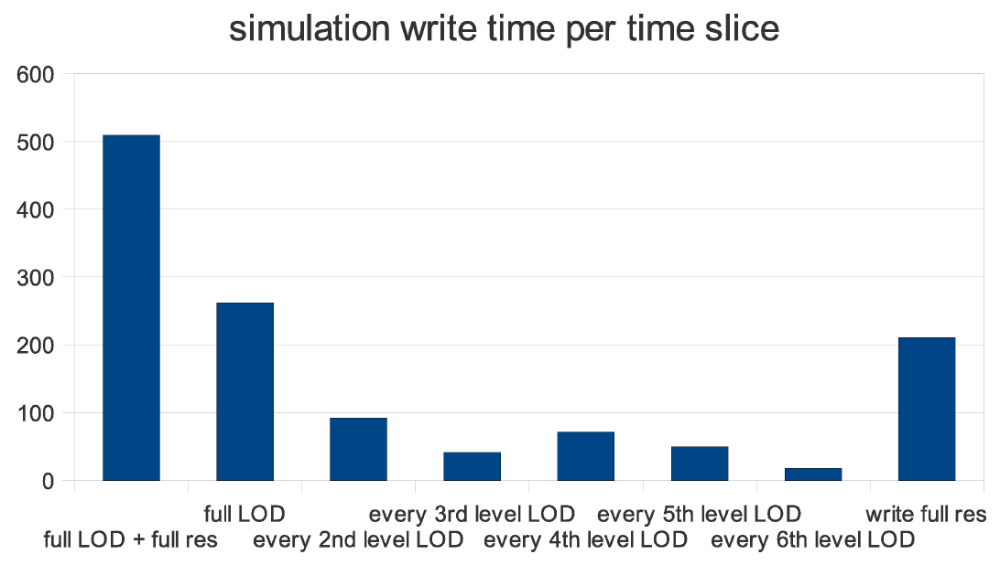 simulation write time per time slice
600
500
400
300
200
100
0
full LOD
every 3rd level LOD
every 5th level LOD
write full res
full LOD + full res
every 2nd level LOD
every 4th level LOD
every 6th level LOD